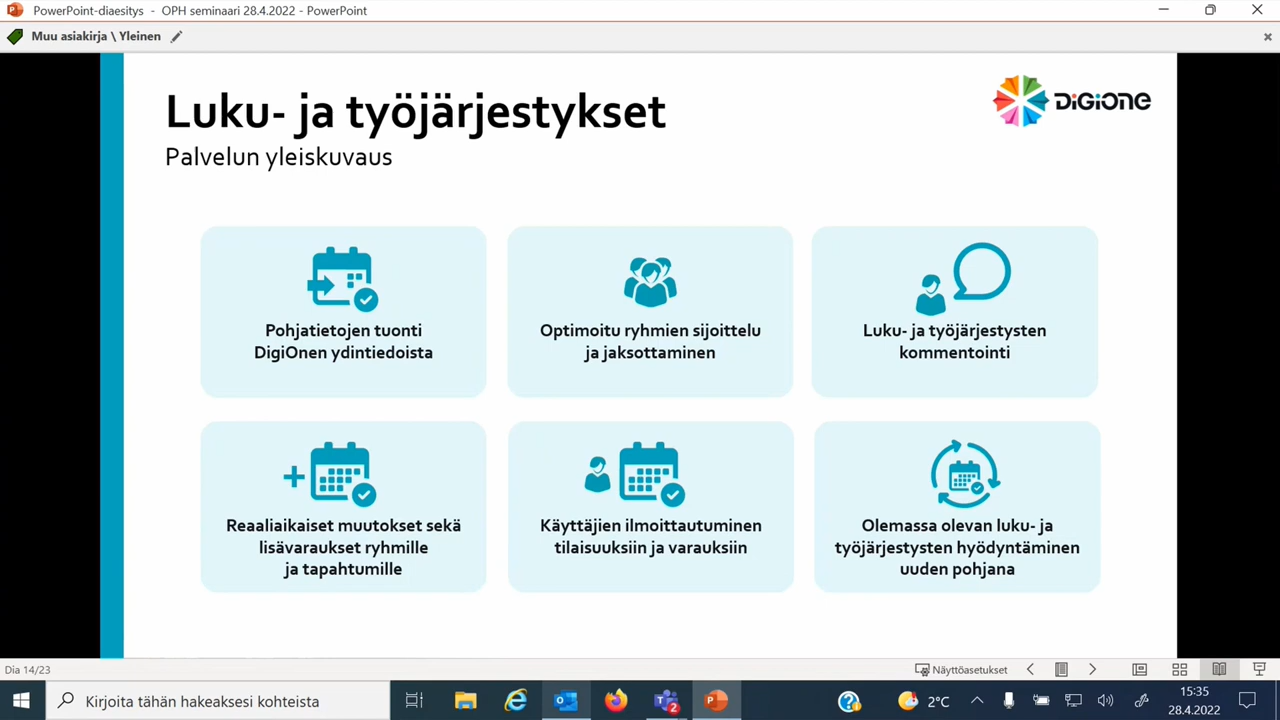 PowerPoint-diaesitys - OPH seminaari 28.4.2022 - PowerPoint
Muu asiakirja \ Yleinen
Luku- ja työjärjestykset
Palvelun yleiskuvaus
DIGIONE
Pohjatietojen tuonti
DigiOnen ydintiedoista
Optimoitu ryhmien sijoittelu
ja jaksottaminen
Luku- ja työjärjestysten
kommentointi
Reaaliaikaiset muutokset sekä
lisävaraukset ryhmille
ja tapahtumille
Käyttäjien ilmoittautuminen
tilaisuuksiin ja varauksiin
Olemassa olevan luku- ja
työjärjestysten hyödyntäminen
uuden pohjana
Dia 14/23
Näyttöasetukset
Kirjoita tähän hakeaksesi kohteista
2
2°C
15:35
28.4.2022